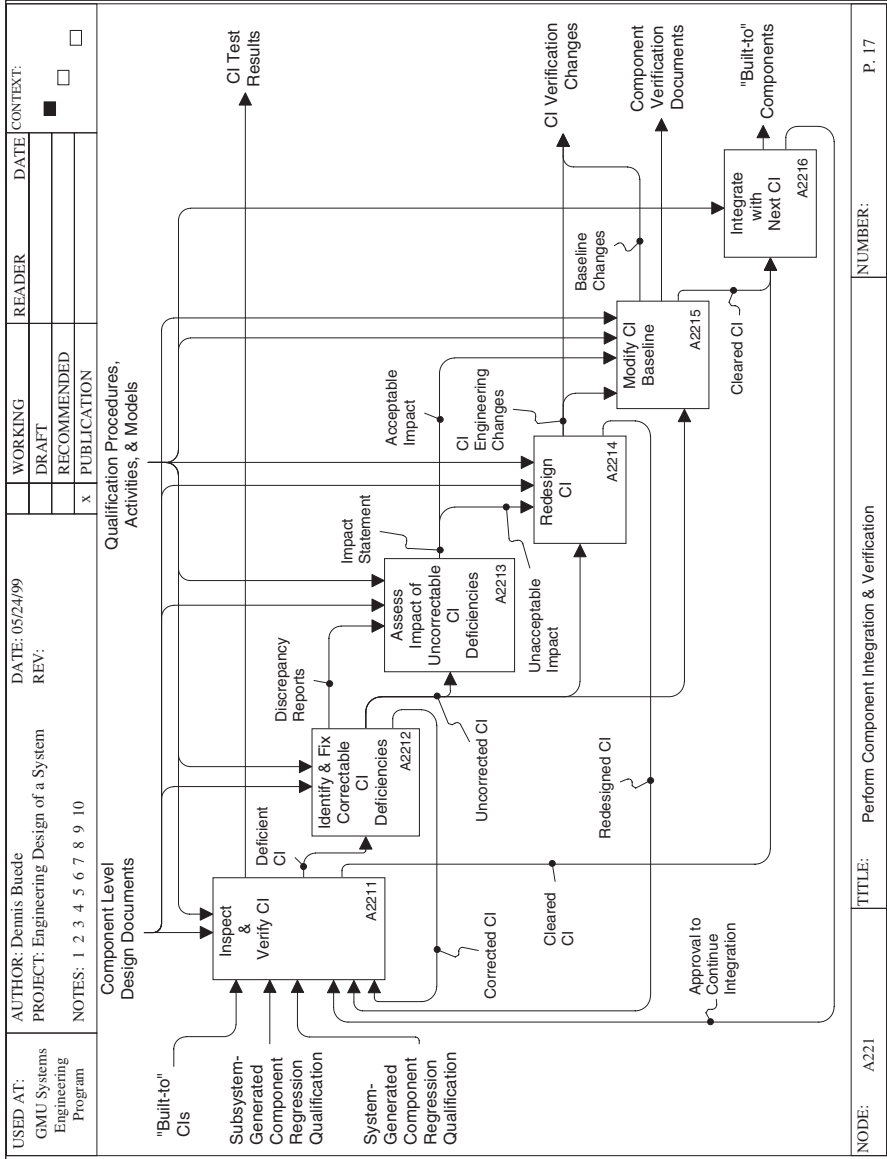 USED AT:
GMU Systems
Engineering
Program
AUTHOR: Dennis Buede
DATE: 05/24/99
PROJECT: Engineering Design of a System
REV:
NOTES: 1 2 3 4 5 6 7 8 9 10
WORKING
DRAFT
RECOMMENDED
x PUBLICATION
READER
DATE
CONTEXT:
Component Level
Design Documents
Qualification Procedures,
Activities, & Models
"Built-to"
CIs
Subsystem-
Generated
Component
Regression
Qualification
System-
Generated
Component
Regression
Qualification
Inspect
&
Verify CI
A2211
CI Test
Results
Deficient
CI
Identify & Fix
Correctable
CI
Deficiencies
A2212
Discrepancy
Reports
Assess
Impact of
Uncorrectable
CI
Deficiencies
A2213
Impact
Statement
Acceptable
Impact
Unacceptable
Impact
Redesign
CI
A2214
CI
Engineering
Changes
Modify CI
Baseline
A2215
Baseline
Changes
CI Verification
Changes
Component
Verification
Documents
Integrate
with
Next CI
A2216
"Built-to"
Components
Cleared CI
Uncorrected CI
Redesigned CI
Cleared
CI
Corrected CI
Approval to
Continue
Integration
NODE: A221
TITLE: Perform Component Integration & Verification
NUMBER:
P. 17